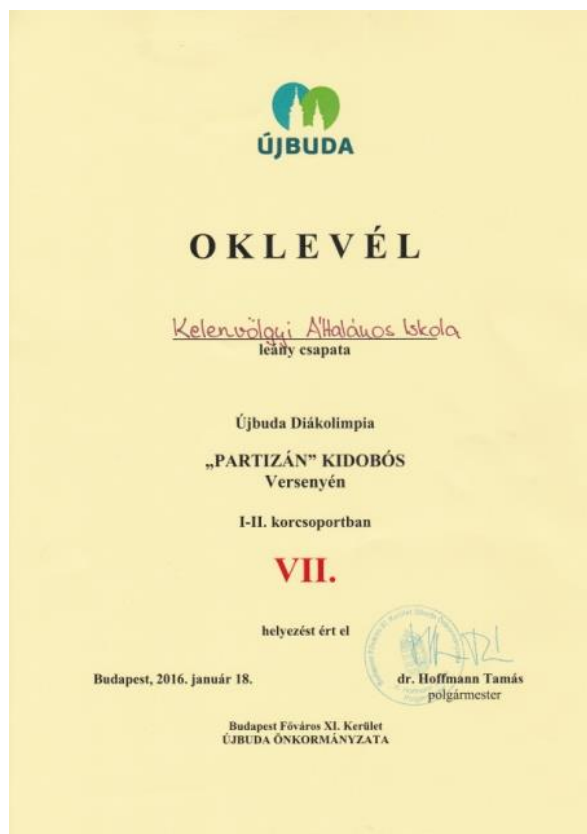 ÚJBUDA
OKLEVÉL
Kelenvölgyi Általános Iskola
leány csapata
Újbuda Diákolimpia
„PARTIZÁN” KIDOBÓS
Versenyén
I-II. korcsoportban
VII.
helyezést ért el
Budapest, 2016. január 18.
dr. Hoffmann Tamás
polgármester
Budapest Főváros XI. Kerület
ÚJBUDA ÖNKORMÁNYZATA